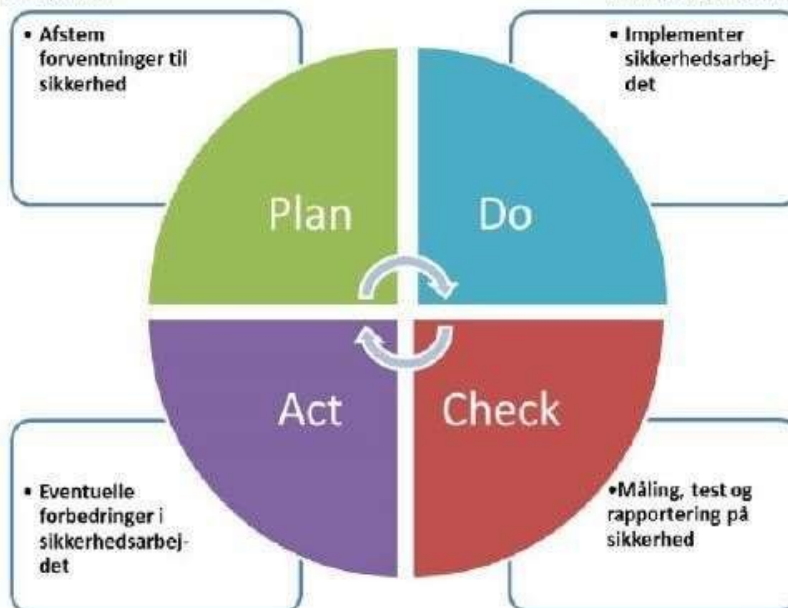 • Afstem
forventninger til
sikkerhed
• Implementer
sikkerhedsarbej-
det
Plan
Do
Act
Check
• Eventuelle
forbedringer i
sikkerhedsarbej-
det
•Måling, test og
rapportering på
sikkerhed